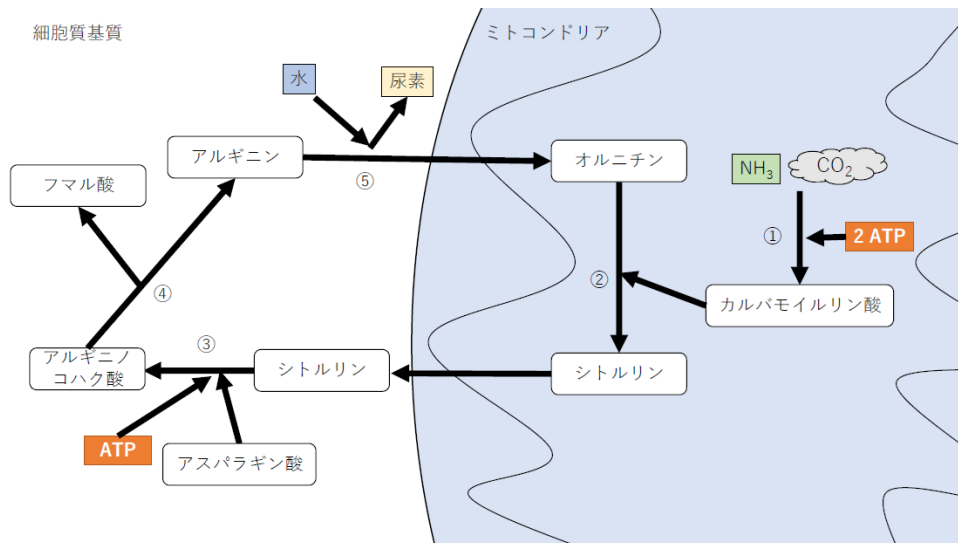 細胞質基質
ミトコンドリア
水
尿素
アルギニン
オルニチン
NH₃
CO₂
フマル酸
⑤
①
2 ATP
②
④
カルバモイルリン酸
③
アルギニノ
コハク酸
シトルリン
シトルリン
ATP
アスパラギン酸